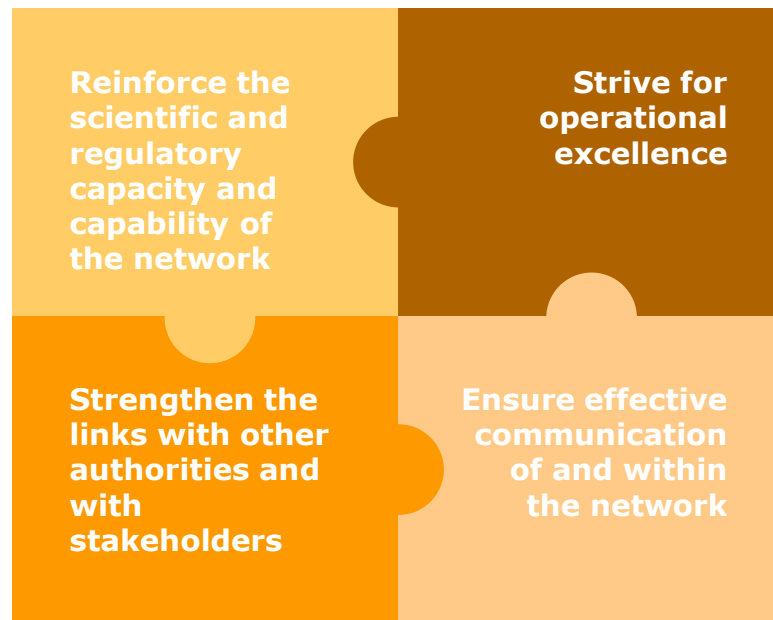 Reinforce the
scientific and
regulatory
capacity and
capability of
the network
Strive for
operational
excellence
Strengthen the
links with other
authorities and
with
stakeholders
Ensure effective
communication
of and within
the network